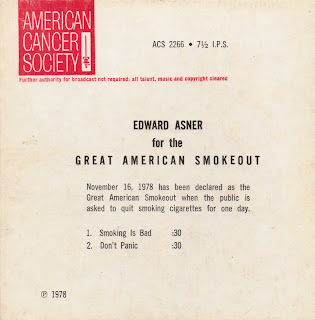 AMERICAN
CANCER
SOCIETY
ACS 2266 • 7½ I.P.S.
Further authority for broadcast not required: all talent, music and copyright cleared
EDWARD ASNER
for the
GREAT AMERICAN SMOKEOUT
November 16, 1978 has been declared as the
Great American Smokeout when the public is
asked to quit smoking cigarettes for one day.
1. Smoking Is Bad :30
2. Don't Panic :30
℗ 1978